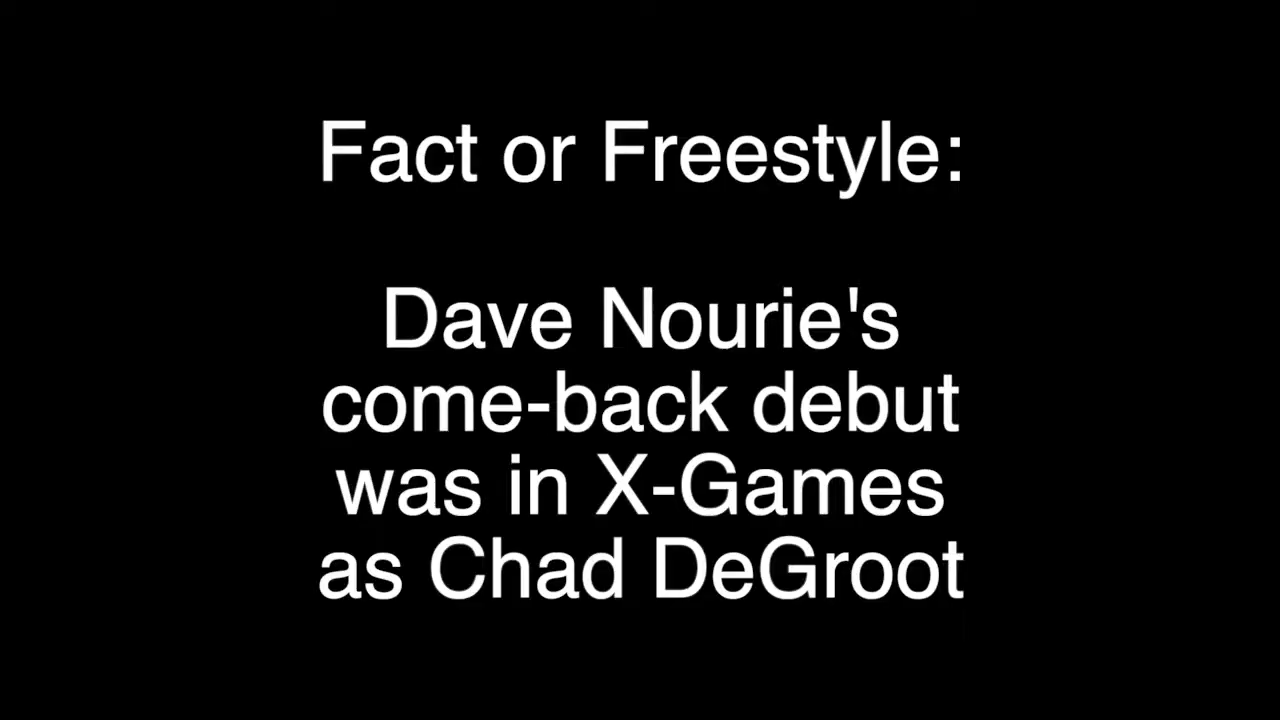 Fact or Freestyle:
Dave Nourie's
come-back debut
was in X-Games
as Chad DeGroot